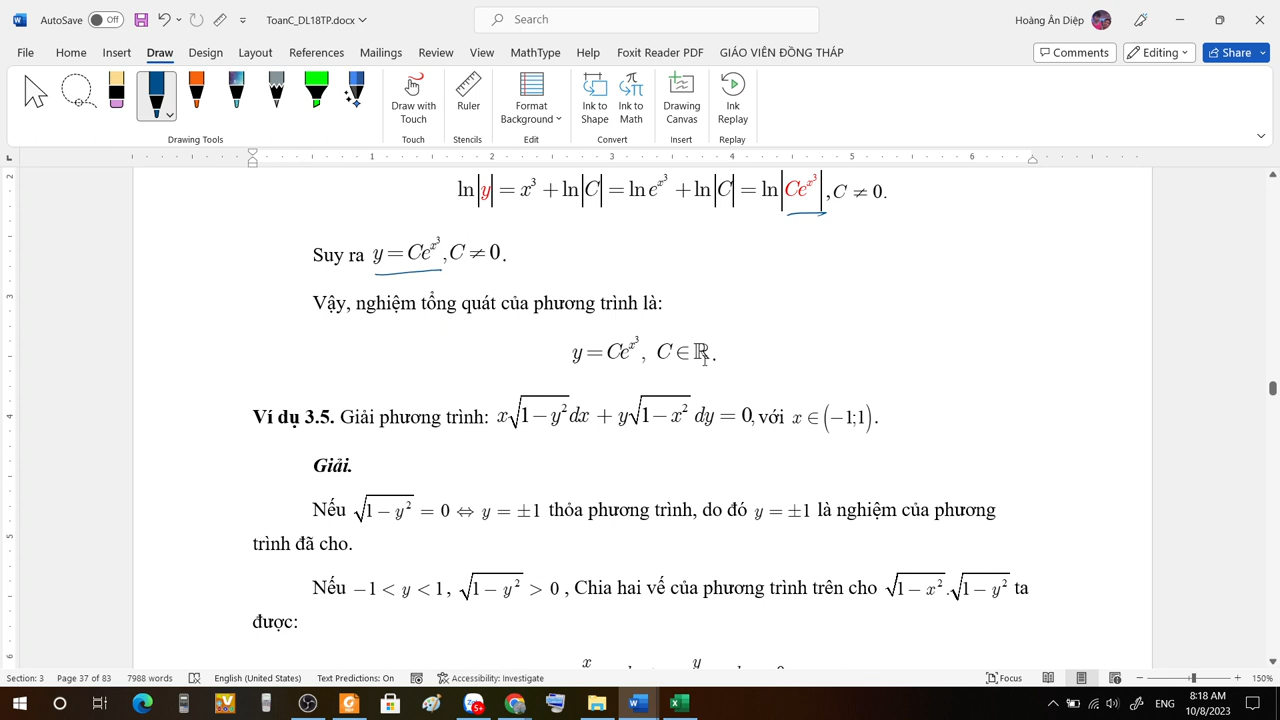 AutoSave Off ToanC_DL18TP.docx Search Hoàng Ân Diệp
File Home Insert Draw Design Layout References Mailings Review View MathType Help Foxit Reader PDF GIÁO VIÊN ĐỒNG THÁP Comments Editing Share
Draw with Touch Ruler Format Background Ink to Shape Ink to Math Drawing Canvas Ink Replay
Drawing Tools Touch Stencils Edit Convert Insert Replay
1 2 3 4 5 6
ln|y| = x³ + ln|C| = ln e^{x³} + ln|C| = ln|Ce^{x³}|, C ≠ 0.
Suy ra y = Ce^{x³}, C ≠ 0.
Vậy, nghiệm tổng quát của phương trình là:
y = Ce^{x³}, C ∈ ℝ.
Ví dụ 3.5. Giải phương trình: x√(1−y²)dx + y√(1−x²) dy = 0, với x ∈ (−1;1).
Giải.
Nếu √(1−y²) = 0 ⇔ y = ±1 thỏa phương trình, do đó y = ±1 là nghiệm của phương
trình đã cho.
Nếu −1 < y < 1, √(1−y²) > 0 , Chia hai vế của phương trình trên cho √(1−x²).√(1−y²) ta
được:
x y
Section: 3 Page 37 of 83 7988 words English (United States) Text Predictions: On Accessibility: Investigate Focus 150%
8:18 AM
ENG
10/8/2023